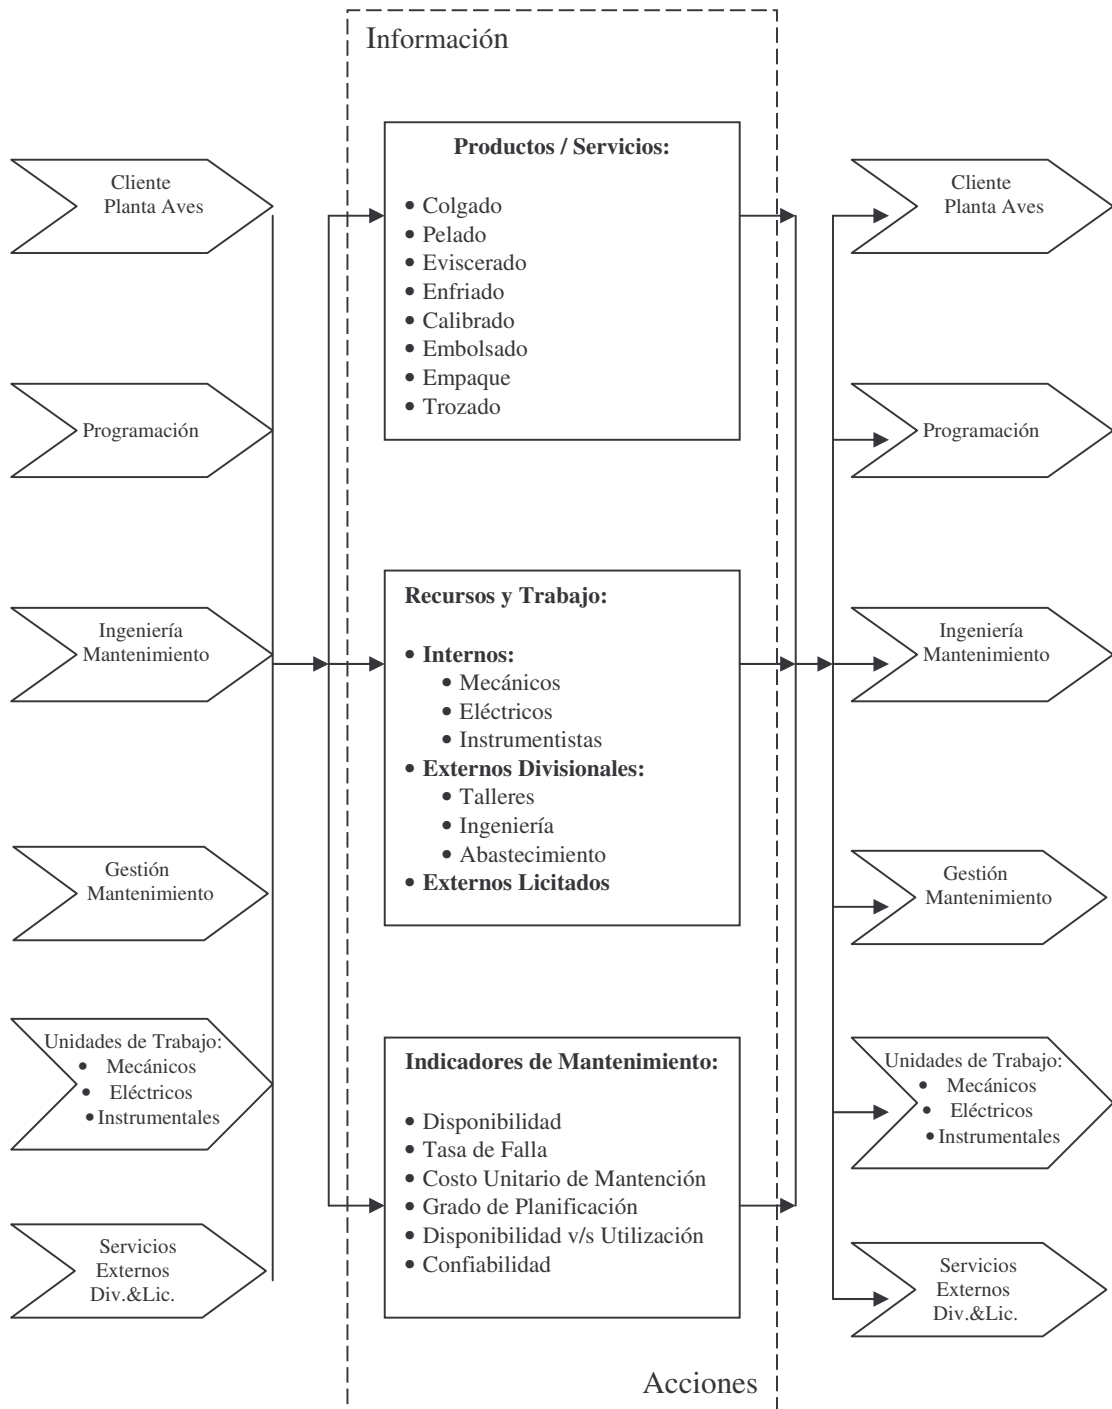 Información
Cliente
Planta Aves
Programación
Ingeniería
Mantenimiento
Gestión
Mantenimiento
Unidades de Trabajo:
• Mecánicos
• Eléctricos
• Instrumentales
Servicios
Externos
Div.&Lic.
Productos / Servicios:
• Colgado
• Pelado
• Eviscerado
• Enfriado
• Calibrado
• Embolsado
• Empaque
• Trozado
Recursos y Trabajo:
• Internos:
• Mecánicos
• Eléctricos
• Instrumentistas
• Externos Divisionales:
• Talleres
• Ingeniería
• Abastecimiento
• Externos Licitados
Indicadores de Mantenimiento:
• Disponibilidad
• Tasa de Falla
• Costo Unitario de Mantención
• Grado de Planificación
• Disponibilidad v/s Utilización
• Confiabilidad
Cliente
Planta Aves
Programación
Ingeniería
Mantenimiento
Gestión
Mantenimiento
Unidades de Trabajo:
• Mecánicos
• Eléctricos
• Instrumentales
Servicios
Externos
Div.&Lic.
Acciones